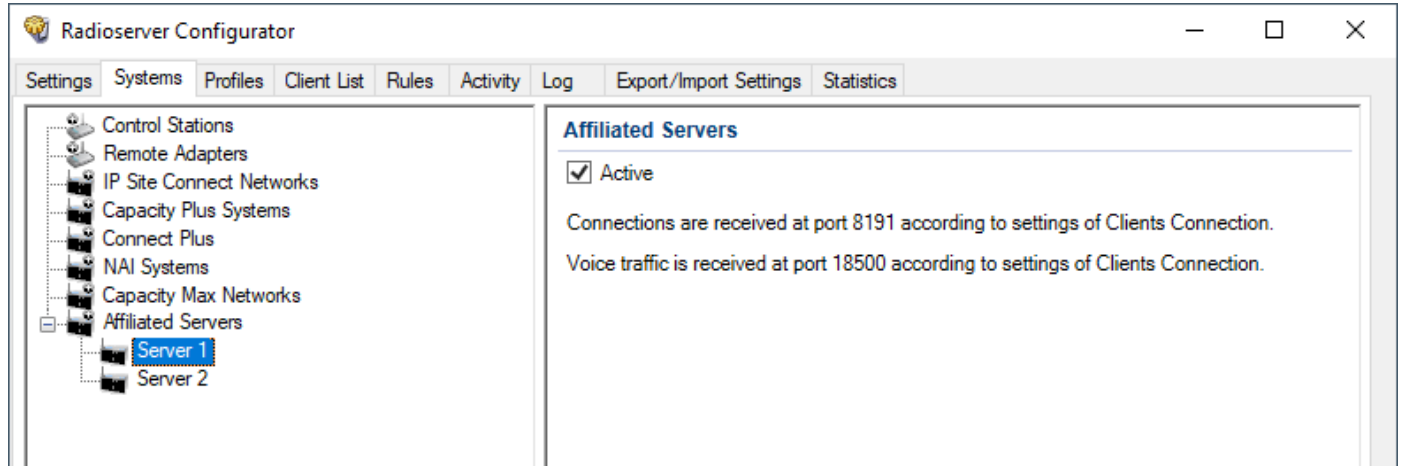 Radioserver Configurator
Settings Systems Profiles Client List Rules Activity Log Export/Import Settings Statistics
Control Stations
Remote Adapters
IP Site Connect Networks
Capacity Plus Systems
Connect Plus
NAI Systems
Capacity Max Networks
Affiliated Servers
Server 1
Server 2
Affiliated Servers
Active
Connections are received at port 8191 according to settings of Clients Connection.
Voice traffic is received at port 18500 according to settings of Clients Connection.